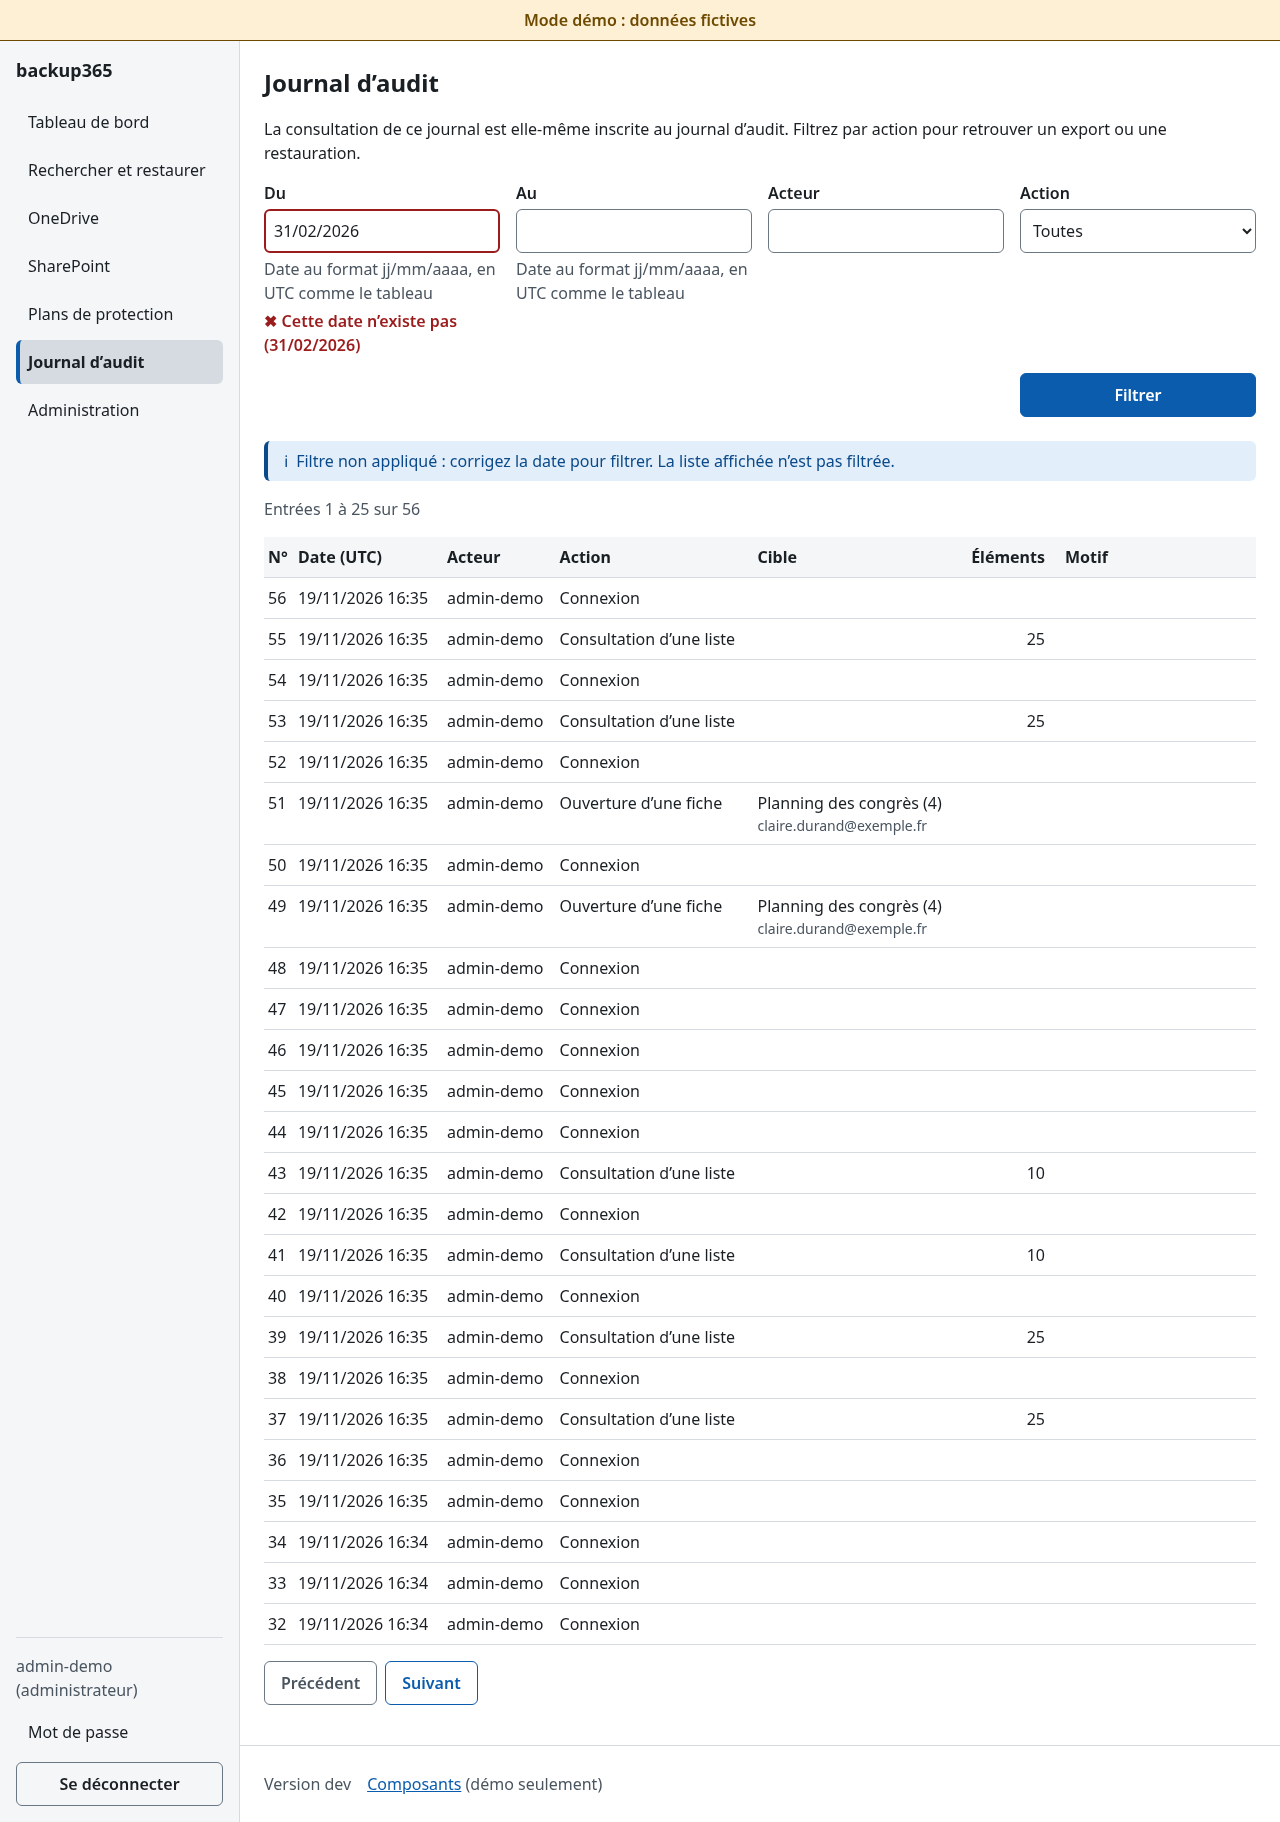 Mode démo : données fictives
backup365
Tableau de bord
Rechercher et restaurer
OneDrive
SharePoint
Plans de protection
Journal d’audit
Administration
admin-demo
(administrateur)
Mot de passe
Se déconnecter
Journal d’audit
La consultation de ce journal est elle-même inscrite au journal d’audit. Filtrez par action pour retrouver un export ou une
restauration.
Du Au Acteur Action
31/02/2026 Toutes
Date au format jj/mm/aaaa, en Date au format jj/mm/aaaa, en
UTC comme le tableau UTC comme le tableau
✖ Cette date n’existe pas
(31/02/2026)
Filtrer
i Filtre non appliqué : corrigez la date pour filtrer. La liste affichée n’est pas filtrée.
Entrées 1 à 25 sur 56
N° Date (UTC) Acteur Action Cible Éléments Motif
56 19/11/2026 16:35 admin-demo Connexion
55 19/11/2026 16:35 admin-demo Consultation d’une liste 25
54 19/11/2026 16:35 admin-demo Connexion
53 19/11/2026 16:35 admin-demo Consultation d’une liste 25
52 19/11/2026 16:35 admin-demo Connexion
51 19/11/2026 16:35 admin-demo Ouverture d’une fiche Planning des congrès (4)
claire.durand@exemple.fr
50 19/11/2026 16:35 admin-demo Connexion
49 19/11/2026 16:35 admin-demo Ouverture d’une fiche Planning des congrès (4)
claire.durand@exemple.fr
48 19/11/2026 16:35 admin-demo Connexion
47 19/11/2026 16:35 admin-demo Connexion
46 19/11/2026 16:35 admin-demo Connexion
45 19/11/2026 16:35 admin-demo Connexion
44 19/11/2026 16:35 admin-demo Connexion
43 19/11/2026 16:35 admin-demo Consultation d’une liste 10
42 19/11/2026 16:35 admin-demo Connexion
41 19/11/2026 16:35 admin-demo Consultation d’une liste 10
40 19/11/2026 16:35 admin-demo Connexion
39 19/11/2026 16:35 admin-demo Consultation d’une liste 25
38 19/11/2026 16:35 admin-demo Connexion
37 19/11/2026 16:35 admin-demo Consultation d’une liste 25
36 19/11/2026 16:35 admin-demo Connexion
35 19/11/2026 16:35 admin-demo Connexion
34 19/11/2026 16:34 admin-demo Connexion
33 19/11/2026 16:34 admin-demo Connexion
32 19/11/2026 16:34 admin-demo Connexion
Précédent Suivant
Version dev Composants (démo seulement)